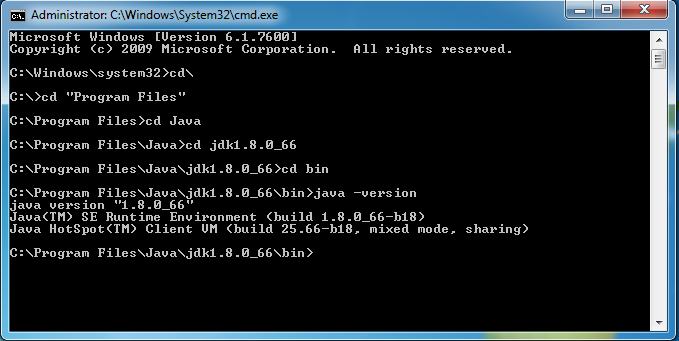 Administrator: C:\Windows\System32\cmd.exe
Microsoft Windows [Version 6.1.7600]
Copyright (c) 2009 Microsoft Corporation.  All rights reserved.
C:\Windows\system32>cd\
C:\>cd "Program Files"
C:\Program Files>cd Java
C:\Program Files\Java>cd jdk1.8.0_66
C:\Program Files\Java\jdk1.8.0_66>cd bin
C:\Program Files\Java\jdk1.8.0_66\bin>java -version
java version "1.8.0_66"
Java(TM) SE Runtime Environment (build 1.8.0_66-b18)
Java HotSpot(TM) Client VM (build 25.66-b18, mixed mode, sharing)
C:\Program Files\Java\jdk1.8.0_66\bin>